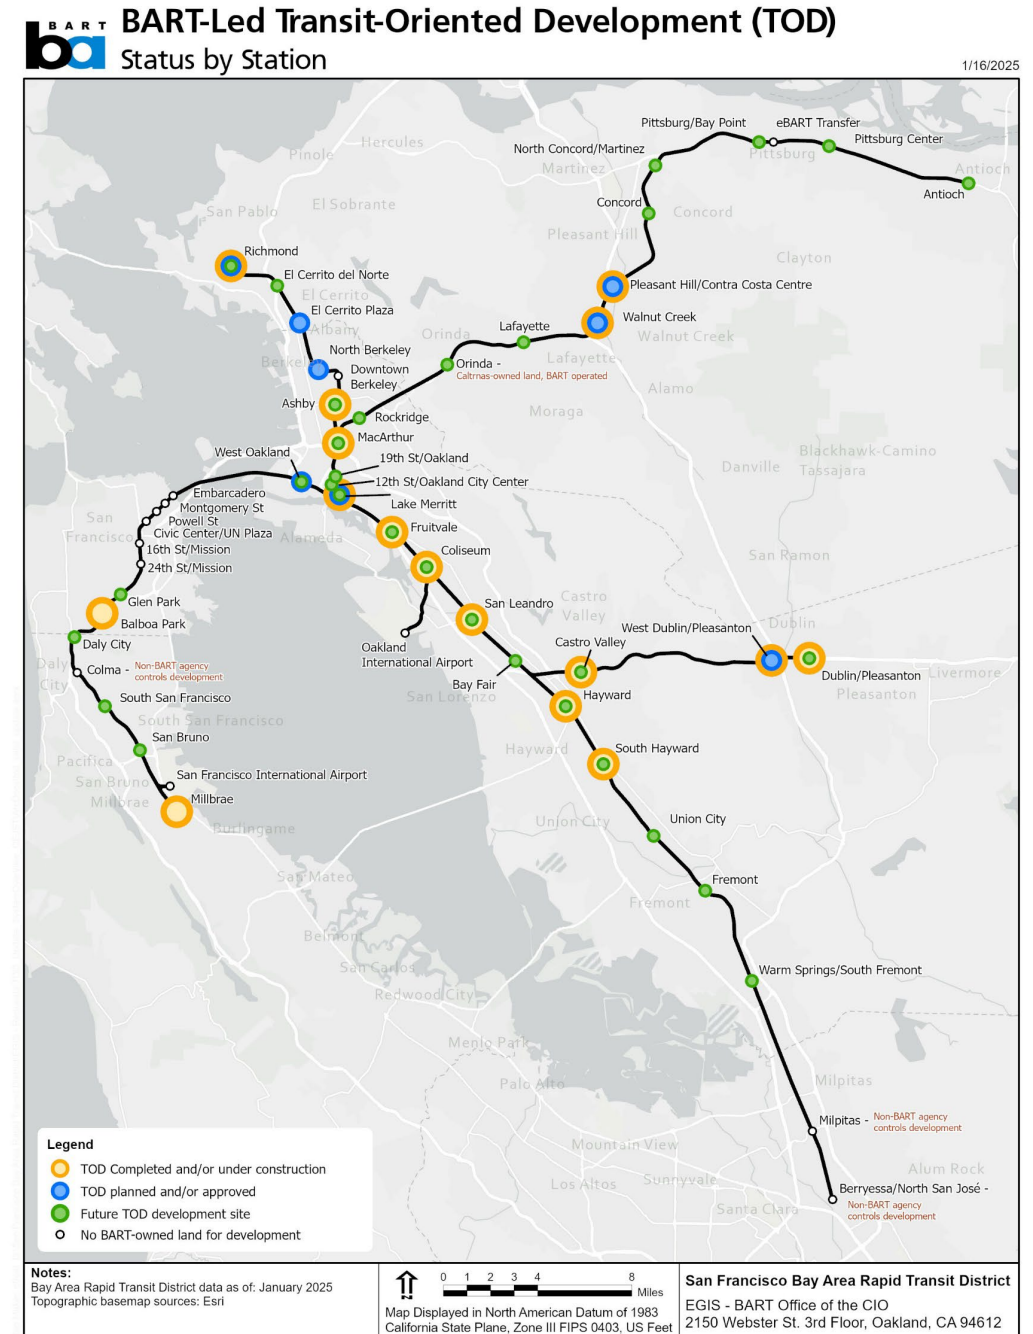 BART
ba
BART-Led Transit-Oriented Development (TOD)
Status by Station
1/16/2025
Pittsburg/Bay Point
eBART Transfer
Pittsburg Center
Hercules
North Concord/Martinez
Pinole
Pittsburg
Martinez
Antioch
Antioch
El Sobrante
Concord
Concord
San Pablo
Pleasant Hill
Richmond
Clayton
El Cerrito del Norte
Pleasant Hill/Contra Costa Centre
El Cerrito
El Cerrito Plaza
Walnut Creek
Lafayette
Albany
Orinda
Walnut Creek
North Berkeley
Lafayette
Berkeley
Orinda -
Downtown
Berkeley
Caltrnas-owned land, BART operated
Alamo
Ashby
Moraga
Rockridge
MacArthur
Blackhawk-Camino
Tassajara
West Oakland
19th St/Oakland
Danville
12th St/Oakland City Center
Embarcadero
Lake Merritt
Montgomery St
San
Francisco
Powell St
Fruitvale
Civic Center/UN Plaza
Alameda
16th St/Mission
Coliseum
San Ramon
24th St/Mission
Castro
Valley
Glen Park
San Leandro
Balboa Park
West Dublin/Pleasanton
Dublin
Daly City
Castro Valley
Oakland
International Airport
Daly
City
Colma -
Non-BART agency
controls development
Livermore
Dublin/Pleasanton
Bay Fair
Pleasanton
San Lorenzo
Hayward
South San Francisco
South San Francisco
San Bruno
Hayward
South Hayward
Pacifica
San Francisco International Airport
San Bruno
Millbrae
Millbrae
Union City
Union City
Burlingame
San Mateo
Fremont
Fremont
Belmont
San Carlos
Warm Springs/South Fremont
Redwood City
Menlo Park
Palo Alto
Milpitas
Milpitas -
Non-BART agency
controls development
Mountain View
Alum Rock
Los Altos
Sunnyvale
Berryessa/North San José -
Non-BART agency
controls development
Santa Clara
Legend
TOD Completed and/or under construction
TOD planned and/or approved
Future TOD development site
No BART-owned land for development
Notes:
Bay Area Rapid Transit District data as of: January 2025
Topographic basemap sources: Esri
0 1 2 3 4 8
Miles
Map Displayed in North American Datum of 1983
California State Plane, Zone III FIPS 0403, US Feet
San Francisco Bay Area Rapid Transit District
EGIS - BART Office of the CIO
2150 Webster St. 3rd Floor, Oakland, CA 94612